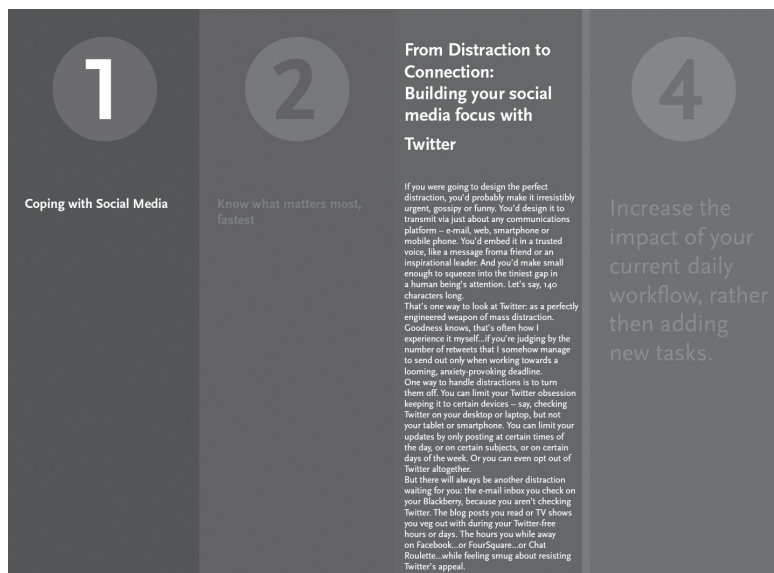 1
Coping with Social Media
2
Know what matters most,
fastest
From Distraction to
Connection:
Building your social
media focus with
Twitter
If you were going to design the perfect
distraction, you'd probably make it irresistibly
urgent, gossipy or funny. You'd design it to
transmit via just about any communications
platform – e-mail, web, smartphone or
mobile phone. You'd embed it in a trusted
voice, like a message froma friend or an
inspirational leader. And you'd make small
enough to squeeze into the tiniest gap in
a human being's attention. Let's say, 140
characters long.
That's one way to look at Twitter: as a perfectly
engineered weapon of mass distraction.
Goodness knows, that's often how I
experience it myself...if you're judging by the
number of retweets that I somehow manage
to send out only when working towards a
looming, anxiety-provoking deadline.
One way to handle distractions is to turn
them off. You can limit your Twitter obsession
keeping it to certain devices – say, checking
Twitter on your desktop or laptop, but not
your tablet or smartphone. You can limit your
updates by only posting at certain times of
the day, or on certain subjects, or on certain
days of the week. Or you can even opt out of
Twitter altogether.
But there will always be another distraction
waiting for you: the e-mail inbox you check on
your Blackberry, because you aren't checking
Twitter. The blog posts you read or TV shows
you veg out with during your Twitter-free
hours or days. The hours you while away
on Facebook...or FourSquare...or Chat
Roulette...while feeling smug about resisting
Twitter's appeal.
4
Increase the
impact of your
current daily
workflow, rather
then adding
new tasks.